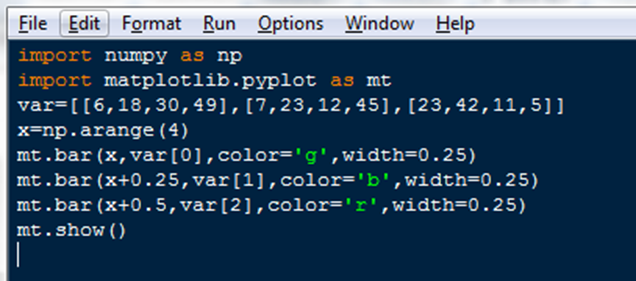 File Edit Format Run Options Window Help
import numpy as np
import matplotlib.pyplot as mt
var=[[6,18,30,49],[7,23,12,45],[23,42,11,5]]
x=np.arange(4)
mt.bar(x,var[0],color='g',width=0.25)
mt.bar(x+0.25,var[1],color='b',width=0.25)
mt.bar(x+0.5,var[2],color='r',width=0.25)
mt.show()